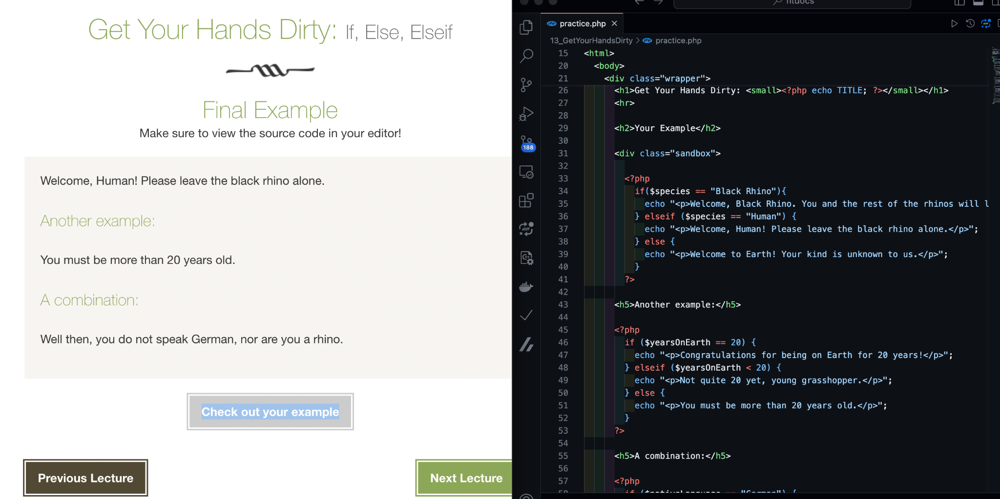 Get Your Hands Dirty: If, Else, Elseif
Final Example
Make sure to view the source code in your editor!
Welcome, Human! Please leave the black rhino alone.
Another example:
You must be more than 20 years old.
A combination:
Well then, you do not speak German, nor are you a rhino.
Check out your example
Previous Lecture
Next Lecture
htdocs
php practice.php
13_GetYourHandsDirty > php practice.php
188
diff
15 <html>
20 <body>
21 <div class="wrapper">
26 <h1>Get Your Hands Dirty: <small><?php echo TITLE; ?></small></h1>
27 <hr>
28
29 <h2>Your Example</h2>
30
31 <div class="sandbox">
32
33 <?php
34 if($species == "Black Rhino"){
35 echo "<p>Welcome, Black Rhino. You and the rest of the rhinos will l
36 } elseif ($species == "Human") {
37 echo "<p>Welcome, Human! Please leave the black rhino alone.</p>";
38 } else {
39 echo "<p>Welcome to Earth! Your kind is unknown to us.</p>";
40 }
41 ?>
42
43 <h5>Another example:</h5>
44
45 <?php
46 if ($yearsOnEarth == 20) {
47 echo "<p>Congratulations for being on Earth for 20 years!</p>";
48 } elseif ($yearsOnEarth < 20) {
49 echo "<p>Not quite 20 yet, young grasshopper.</p>";
50 } else {
51 echo "<p>You must be more than 20 years old.</p>";
52 }
53 ?>
54
55 <h5>A combination:</h5>
56
57 <?php
58 if ($nativeLanguage == "German") {